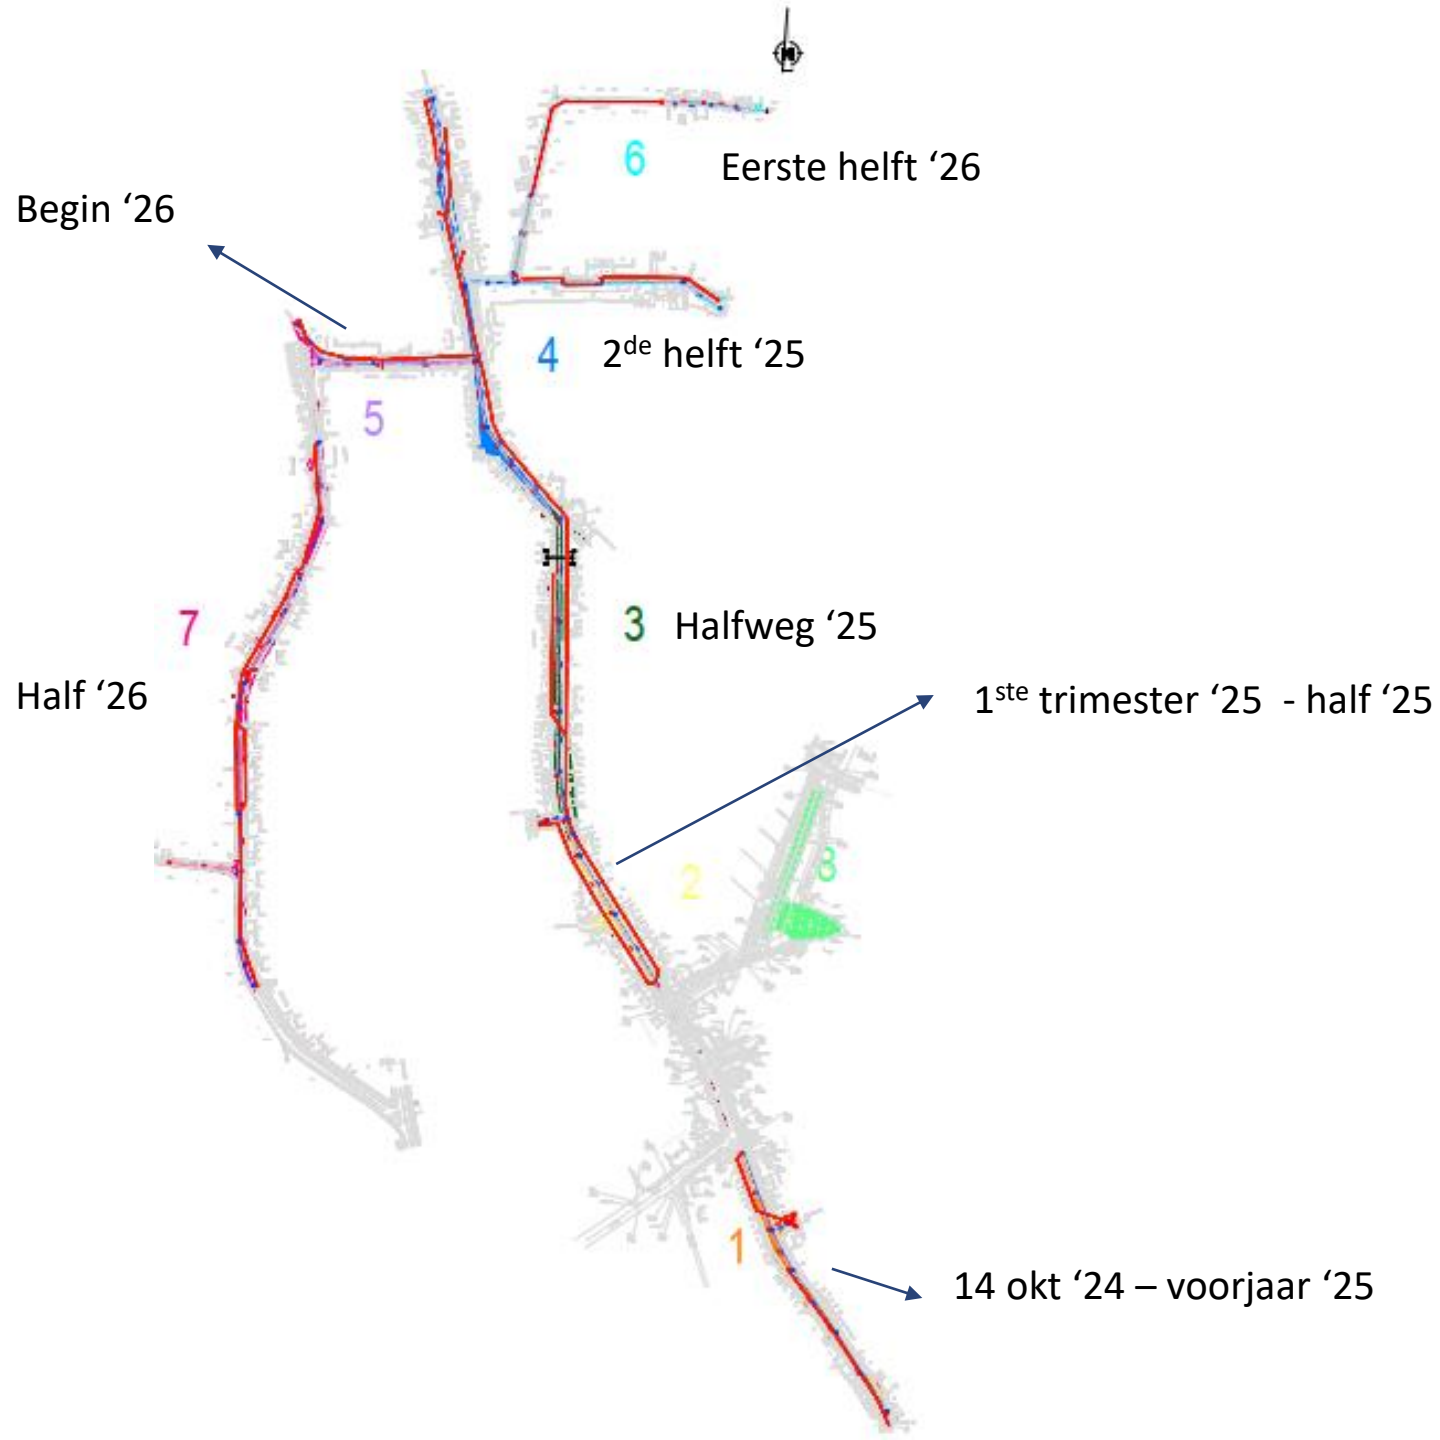 6
Eerste helft ‘26
Begin ‘26
4 2de helft ‘25
5
7
3 Halfweg ‘25
Half ‘26
1ste trimester ‘25 - half ‘25
2
8
1
14 okt ‘24 – voorjaar ‘25